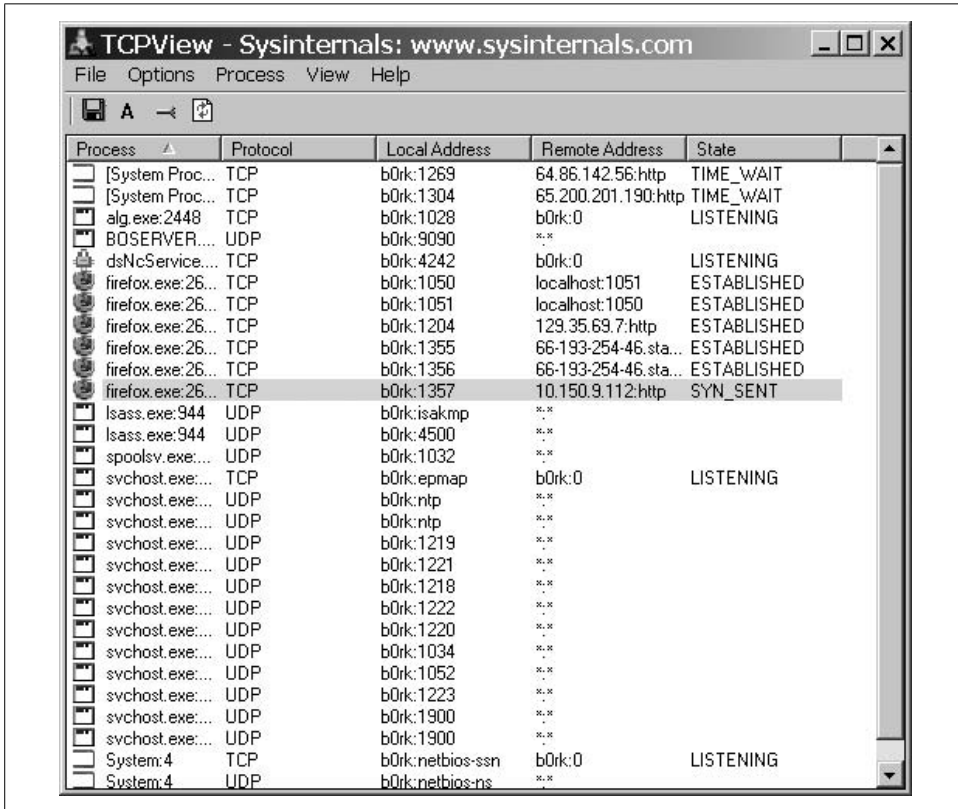 TCPView - Sysinternals: www.sysinternals.com
File Options Process View Help
A
Process Protocol Local Address Remote Address State
[System Proc... TCP b0rk:1269 64.86.142.56:http TIME_WAIT
[System Proc... TCP b0rk:1304 65.200.201.190:http TIME_WAIT
alg.exe:2448 TCP b0rk:1028 b0rk:0 LISTENING
BOSERVER.... UDP b0rk:9090 *:*
dsNcService.... TCP b0rk:4242 b0rk:0 LISTENING
firefox.exe:26... TCP b0rk:1050 localhost:1051 ESTABLISHED
firefox.exe:26... TCP b0rk:1051 localhost:1050 ESTABLISHED
firefox.exe:26... TCP b0rk:1204 129.35.69.7:http ESTABLISHED
firefox.exe:26... TCP b0rk:1355 66-193-254-46.sta... ESTABLISHED
firefox.exe:26... TCP b0rk:1356 66-193-254-46.sta... ESTABLISHED
firefox.exe:26... TCP b0rk:1357 10.150.9.112:http SYN_SENT
lsass.exe:944 UDP b0rk:isakmp *:*
lsass.exe:944 UDP b0rk:4500 *:*
spoolsv.exe:... UDP b0rk:1032 *:*
svchost.exe:... TCP b0rk:epmap b0rk:0 LISTENING
svchost.exe:... UDP b0rk:ntp *:*
svchost.exe:... UDP b0rk:ntp *:*
svchost.exe:... UDP b0rk:1219 *:*
svchost.exe:... UDP b0rk:1221 *:*
svchost.exe:... UDP b0rk:1218 *:*
svchost.exe:... UDP b0rk:1222 *:*
svchost.exe:... UDP b0rk:1220 *:*
svchost.exe:... UDP b0rk:1034 *:*
svchost.exe:... UDP b0rk:1052 *:*
svchost.exe:... UDP b0rk:1223 *:*
svchost.exe:... UDP b0rk:1900 *:*
svchost.exe:... UDP b0rk:1900 *:*
System:4 TCP b0rk:netbios-ssn b0rk:0 LISTENING
System:4 UDP b0rk:netbios-ns *:*